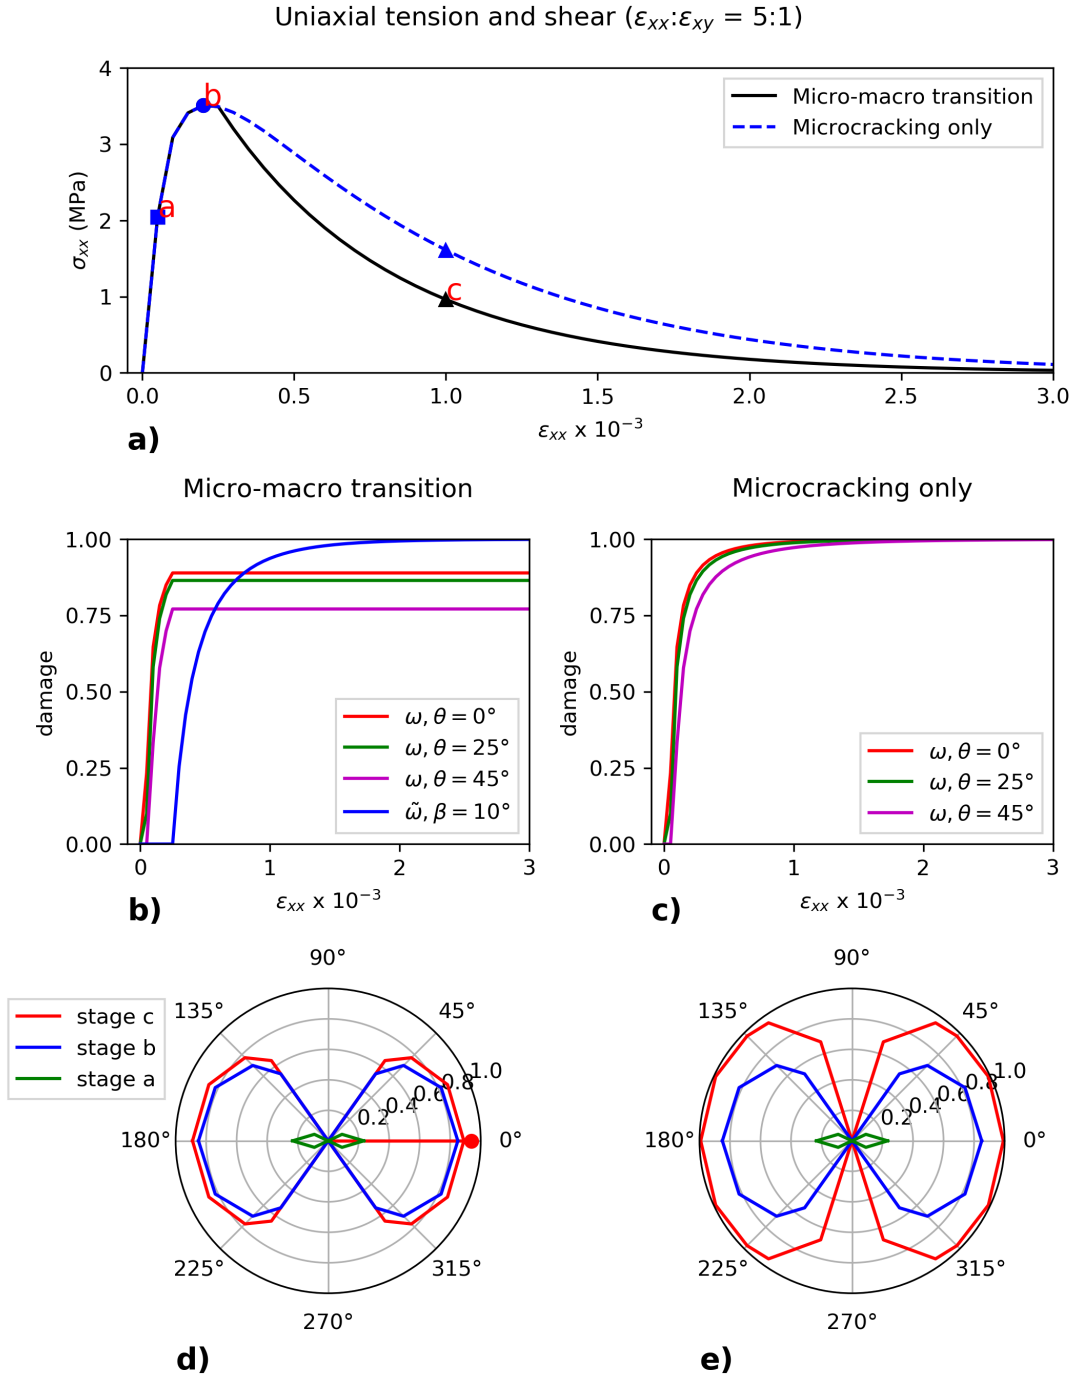 Uniaxial tension and shear (εxx:εxy = 5:1)
4
3
2
1
0
σxx (MPa)
a
b
c
Micro-macro transition
Microcracking only
0.0 0.5 1.0 1.5 2.0 2.5 3.0
εxx x 10⁻³
a)
Micro-macro transition
1.00
0.75
0.50
0.25
0.00
damage
ω, θ = 0°
ω, θ = 25°
ω, θ = 45°
ω̃, β = 10°
0 1 2 3
εxx x 10⁻³
b)
Microcracking only
1.00
0.75
0.50
0.25
0.00
damage
ω, θ = 0°
ω, θ = 25°
ω, θ = 45°
0 1 2 3
εxx x 10⁻³
c)
stage c
stage b
stage a
90°
135° 45°
180° 0°
225° 315°
270°
0.2 0.4 0.6 0.8 1.0
d)
90°
135° 45°
180° 0°
225° 315°
270°
0.2 0.4 0.6 0.8 1.0
e)